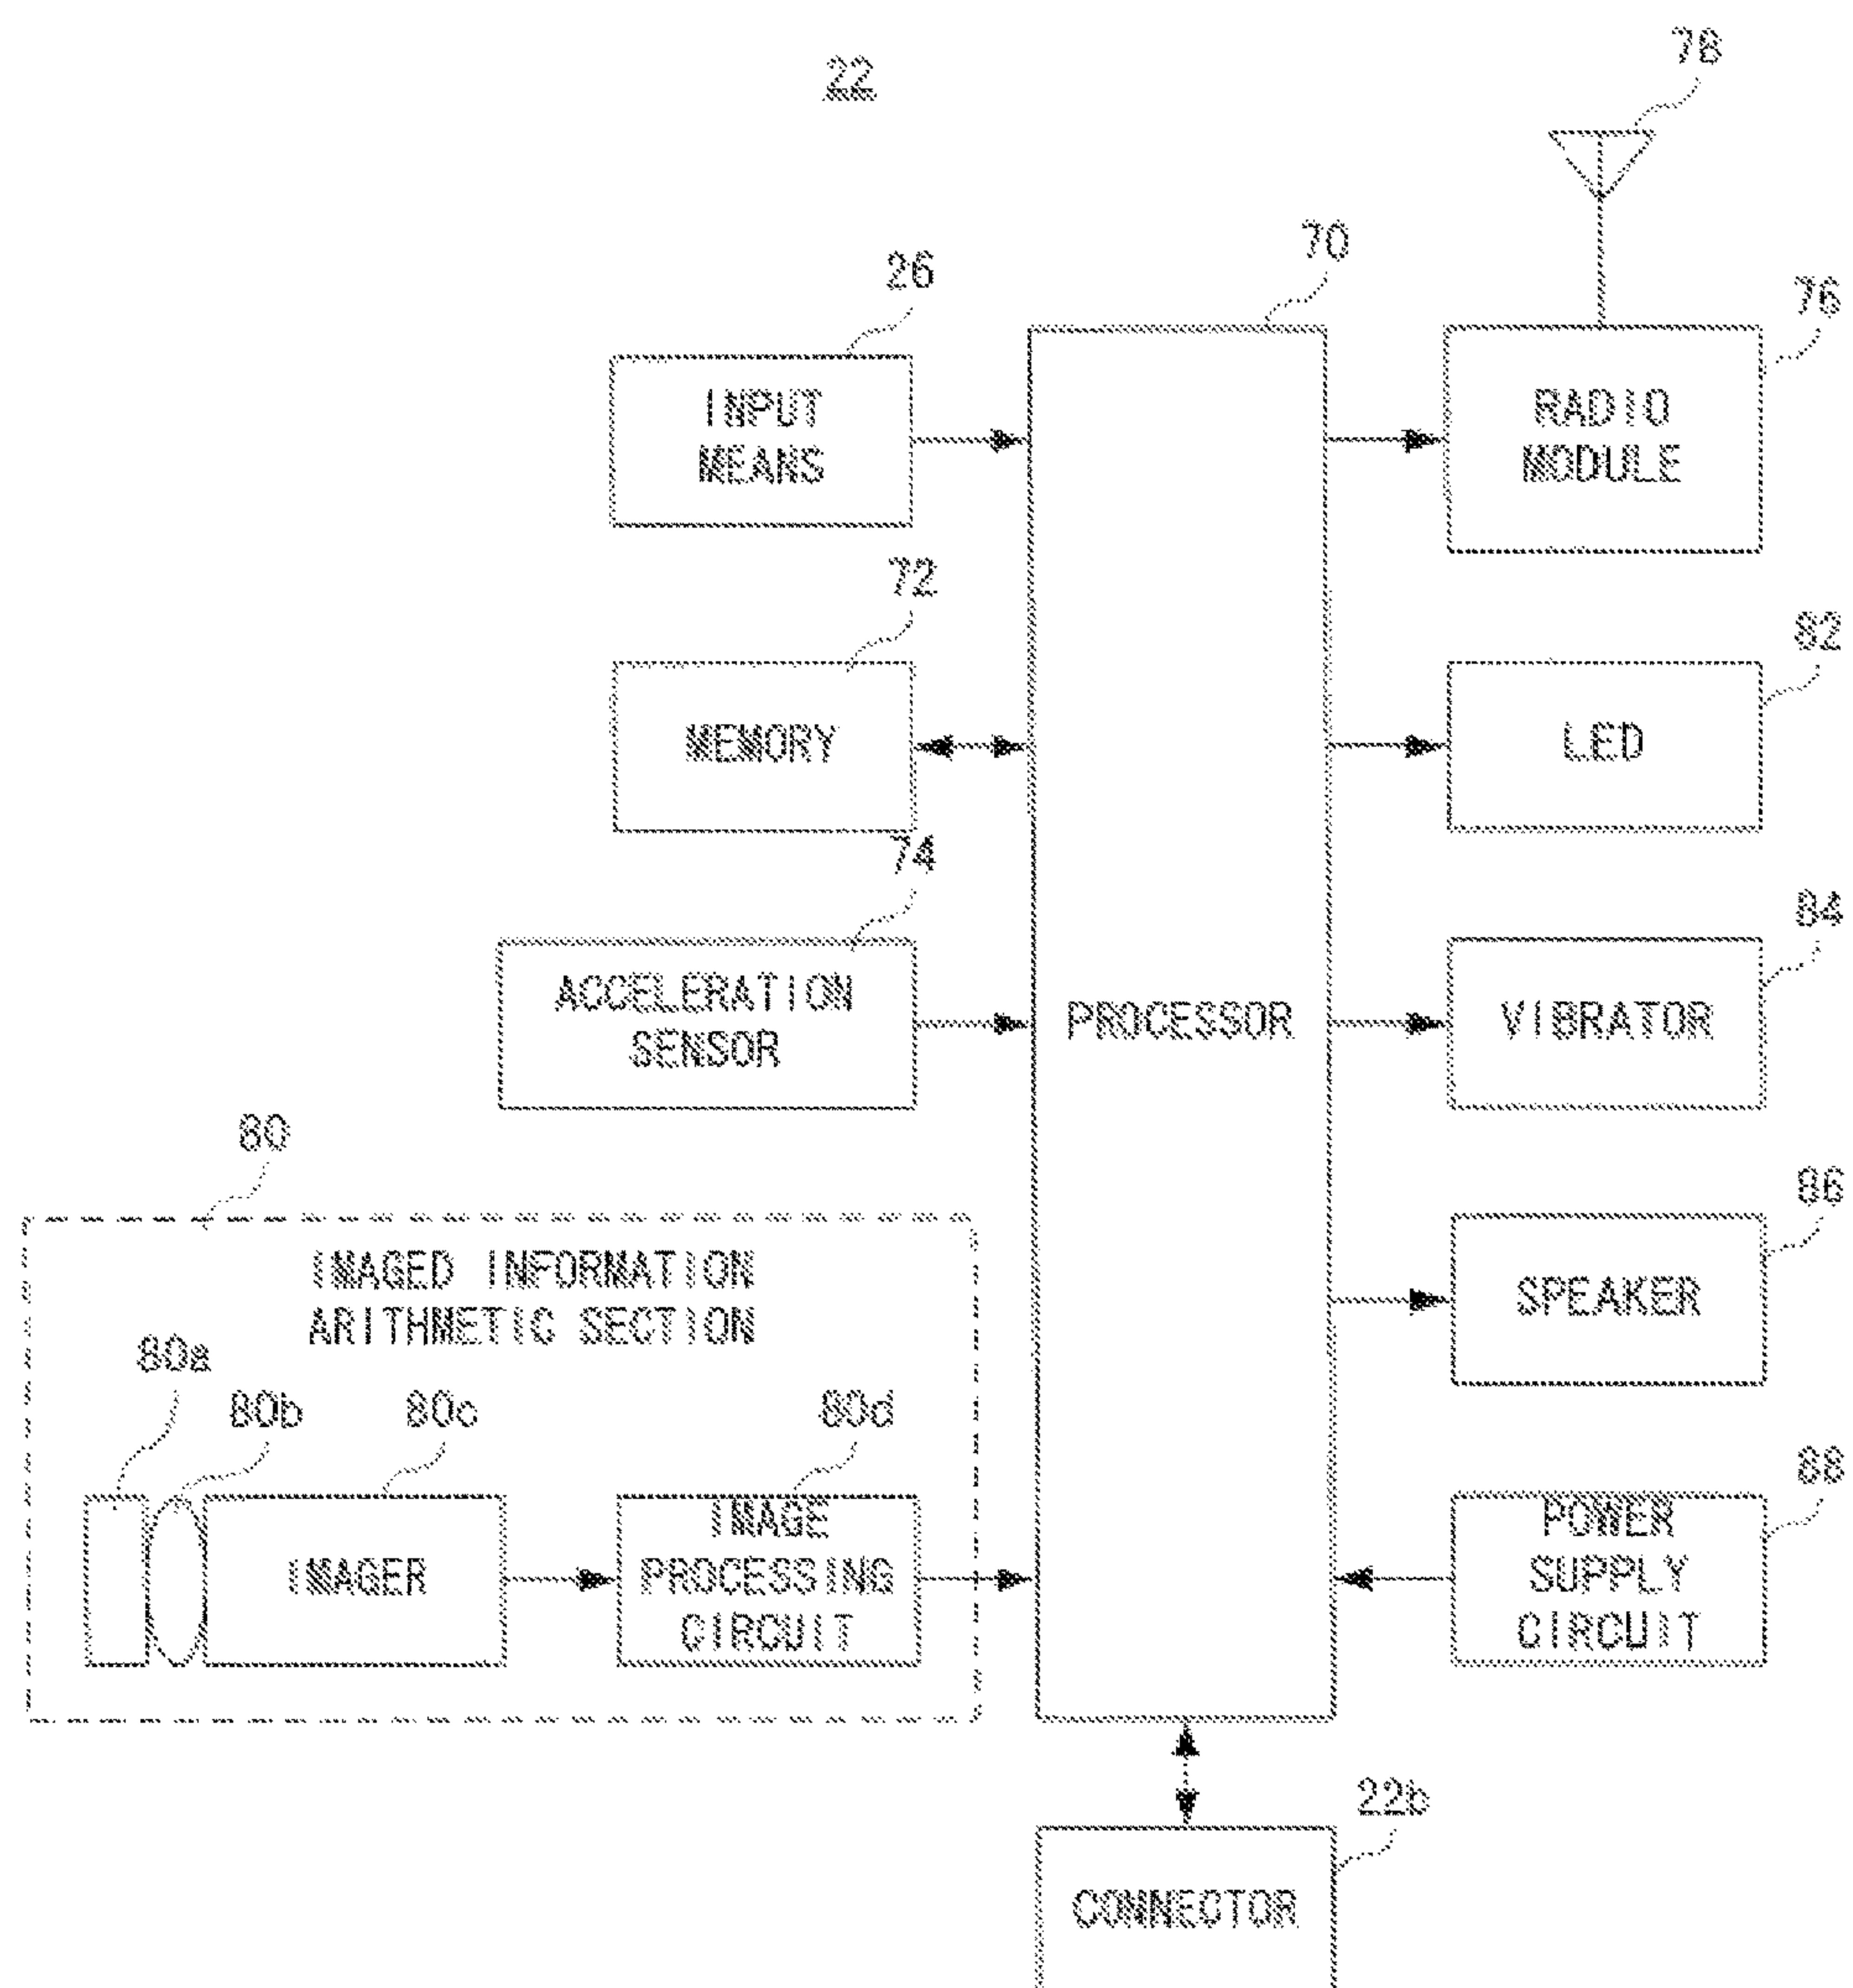 22
78
70
26
76
INPUT
MEANS
RADIO
MODULE
72
82
MEMORY
LED
74
84
ACCELERATION
SENSOR
PROCESSOR
VIBRATOR
80
86
IMAGED INFORMATION
ARITHMETIC SECTION
SPEAKER
80a
80b
80c
80d
88
IMAGER
IMAGE
PROCESSING
CIRCUIT
POWER
SUPPLY
CIRCUIT
22b
CONNECTOR